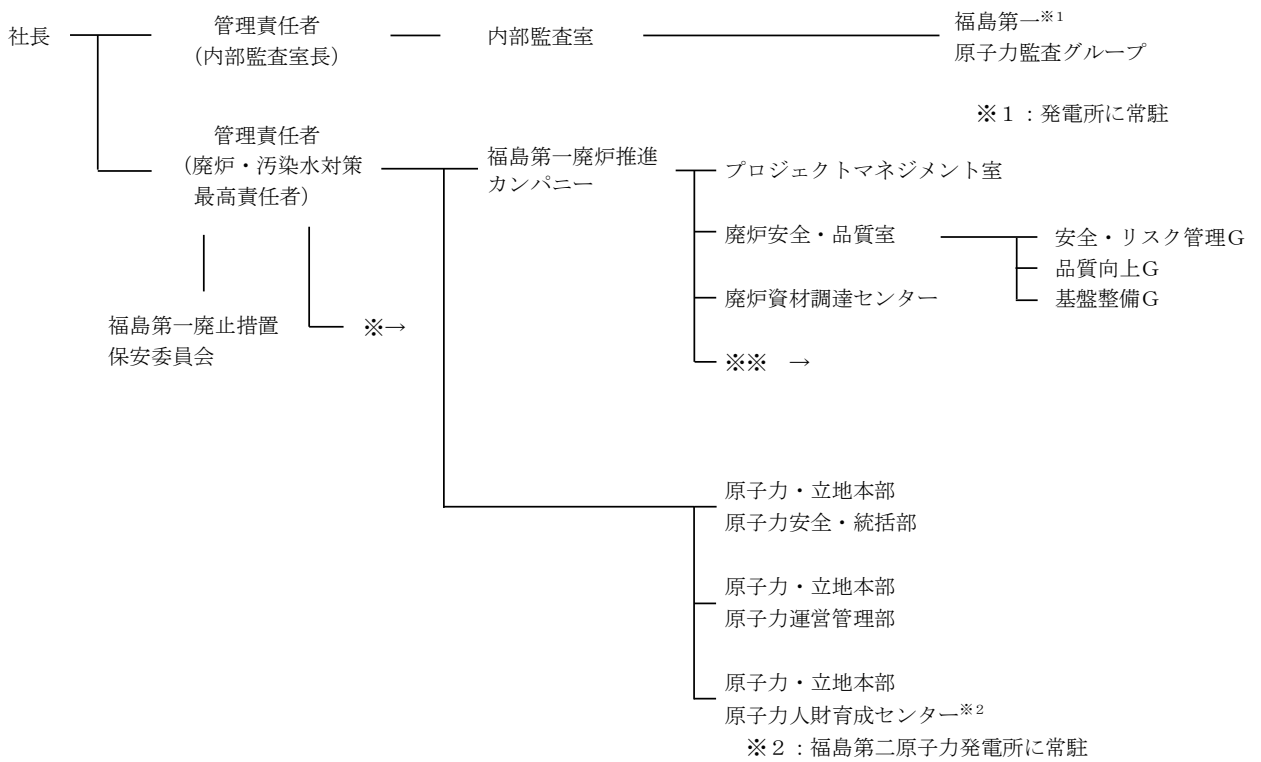 社長
管理責任者
(内部監査室長)
内部監査室
福島第一※1
原子力監査グループ
※1:発電所に常駐
管理責任者
(廃炉・汚染水対策
最高責任者)
福島第一廃炉推進
カンパニー
プロジェクトマネジメント室
廃炉安全・品質室
安全・リスク管理G
品質向上G
基盤整備G
廃炉資材調達センター
福島第一廃止措置
保安委員会
※→
※※ →
原子力・立地本部
原子力安全・統括部
原子力・立地本部
原子力運営管理部
原子力・立地本部
原子力人財育成センター※2
※2:福島第二原子力発電所に常駐